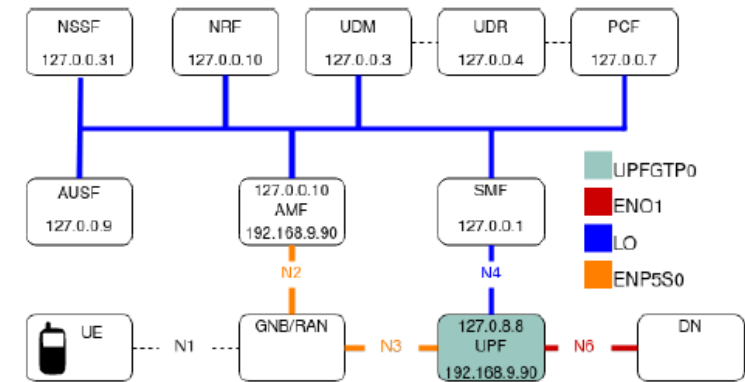 NSSF
127.0.0.31
NRF
127.0.0.10
UDM
127.0.0.3
UDR
127.0.0.4
PCF
127.0.0.7
AUSF
127.0.0.9
127.0.0.10
AMF
192.168.9.90
SMF
127.0.0.1
UPFGTP0
ENO1
LO
ENP5S0
N2
N4
UE
N1
GNB/RAN
N3
127.0.8.8
UPF
192.168.9.90
N6
DN